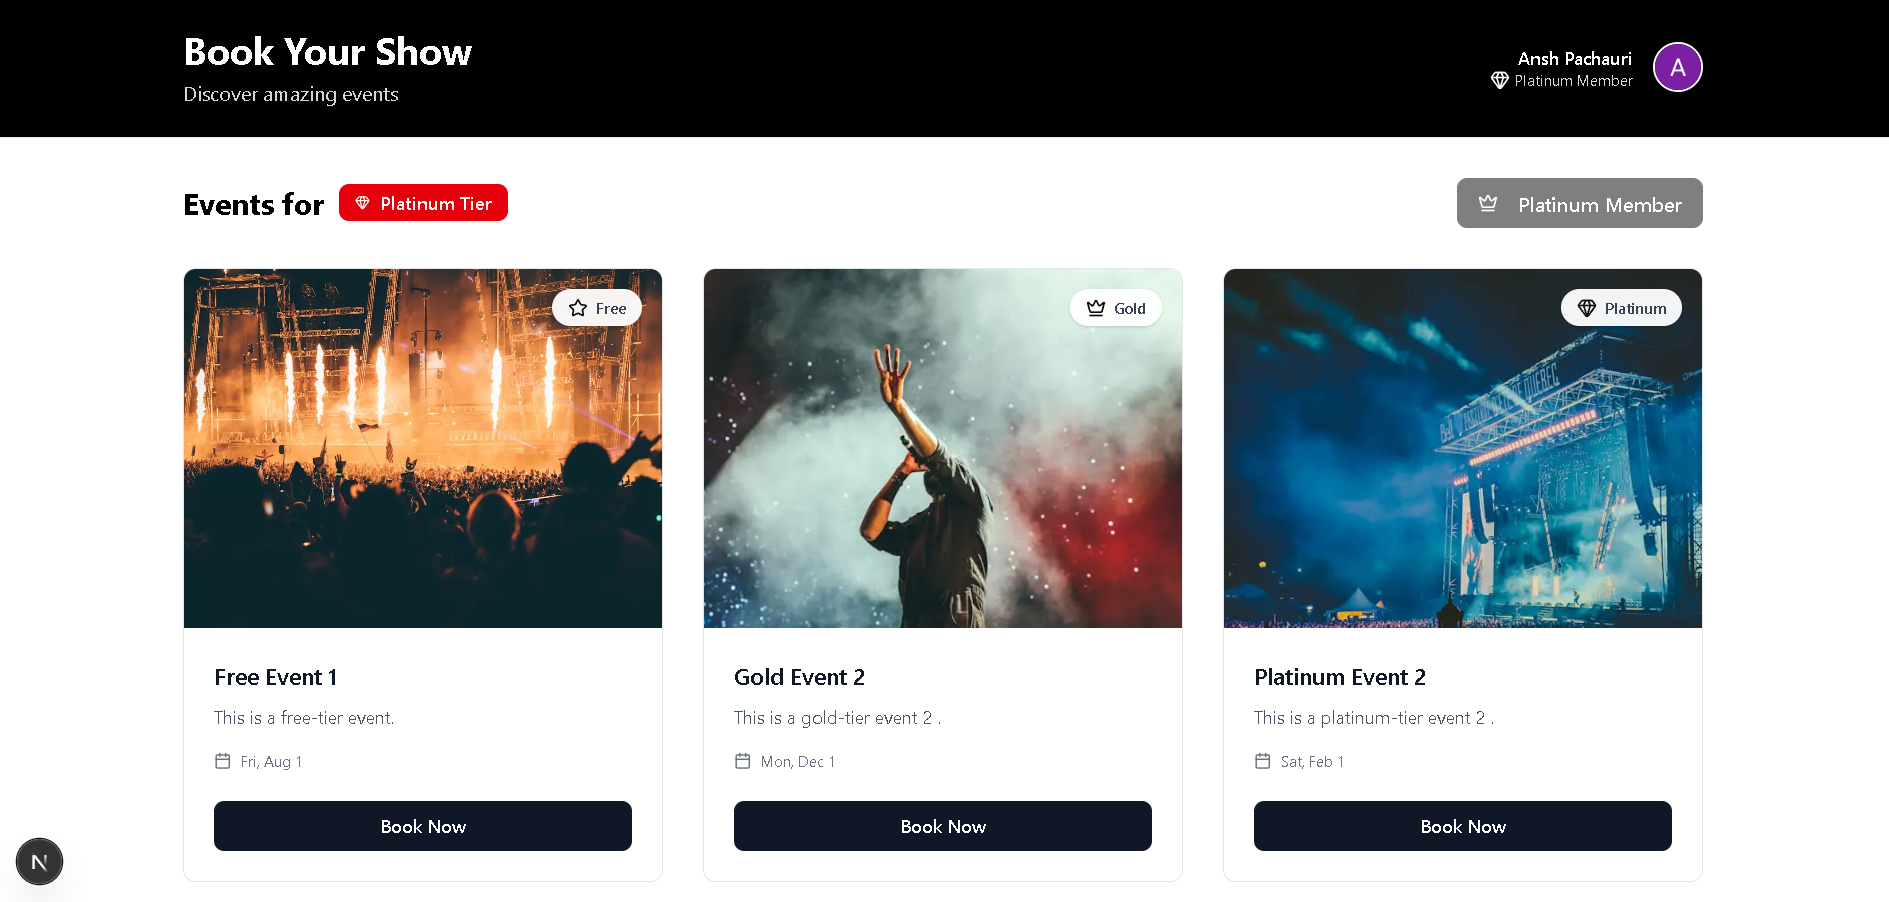 Book Your Show
Discover amazing events
Ansh Pachauri
Platinum Member
A
Events for
Platinum Tier
Platinum Member
Free
Gold
Platinum
QUEBEC
Bell
Free Event 1
This is a free-tier event.
Fri, Aug 1
Book Now
Gold Event 2
This is a gold-tier event 2 .
Mon, Dec 1
Book Now
Platinum Event 2
This is a platinum-tier event 2 .
Sat, Feb 1
Book Now
N